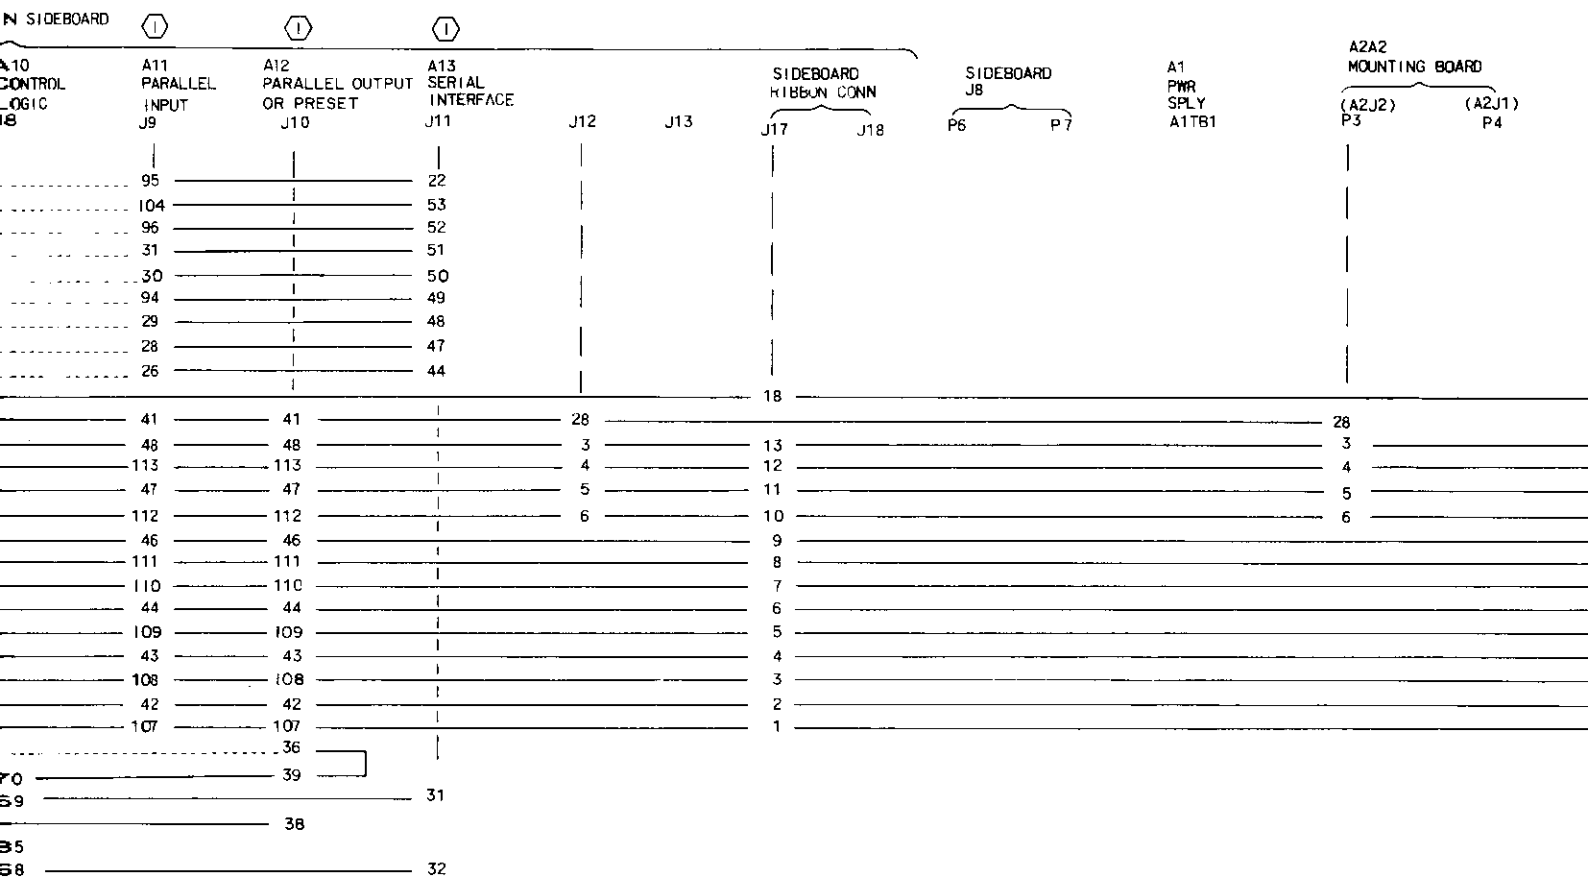 N SIDEBOARD
1 1 1
A10 CONTROL LOGIC J8
A11 PARALLEL INPUT J9
A12 PARALLEL OUTPUT OR PRESET J10
A13 SERIAL INTERFACE J11
J12
J13
SIDEBOARD RIBBON CONN
J17 J18
SIDEBOARD J8
P6 P7
A1 PWR SPLY A1TB1
A2A2 MOUNTING BOARD
(A2J2) P3
(A2J1) P4
95 22
104 53
96 52
31 51
30 50
94 49
29 48
28 47
26 44
18
41 41 28 28
48 48 3 13 3
113 113 4 12 4
47 47 5 11 5
112 112 6 10 6
46 46 9
111 111 8
110 110 7
44 44 6
109 109 5
43 43 4
108 108 3
42 42 2
107 107 1
36
70 39
69 31
38
35
68 32